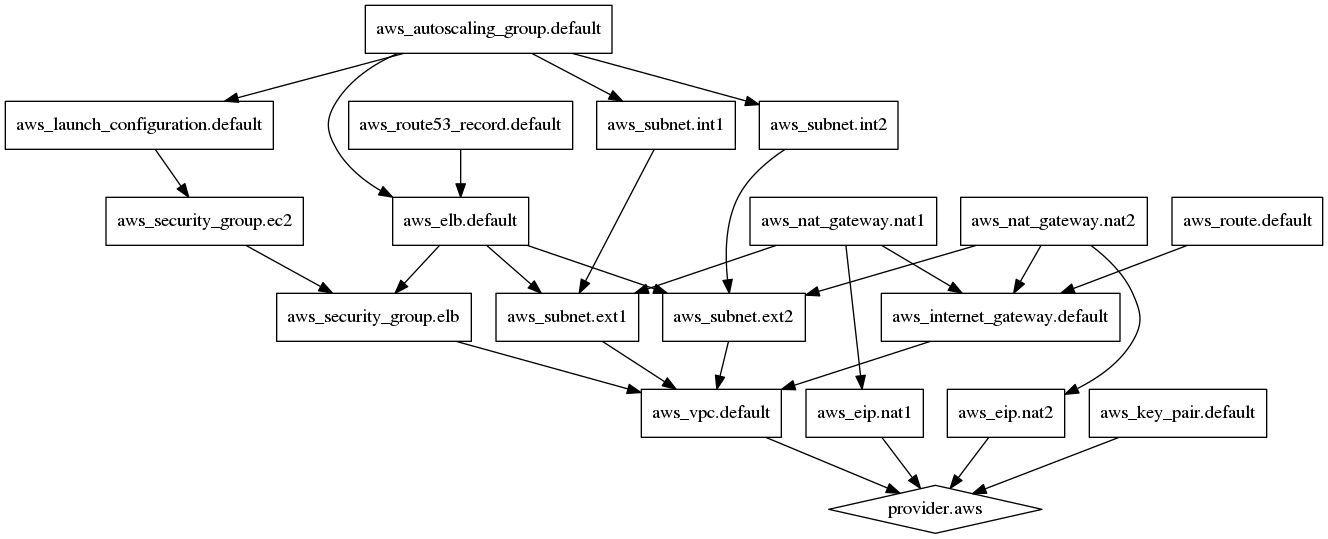 aws_autoscaling_group.default
aws_launch_configuration.default
aws_route53_record.default
aws_subnet.int1
aws_subnet.int2
aws_security_group.ec2
aws_elb.default
aws_nat_gateway.nat1
aws_nat_gateway.nat2
aws_route.default
aws_security_group.elb
aws_subnet.ext1
aws_subnet.ext2
aws_internet_gateway.default
aws_vpc.default
aws_eip.nat1
aws_eip.nat2
aws_key_pair.default
provider.aws